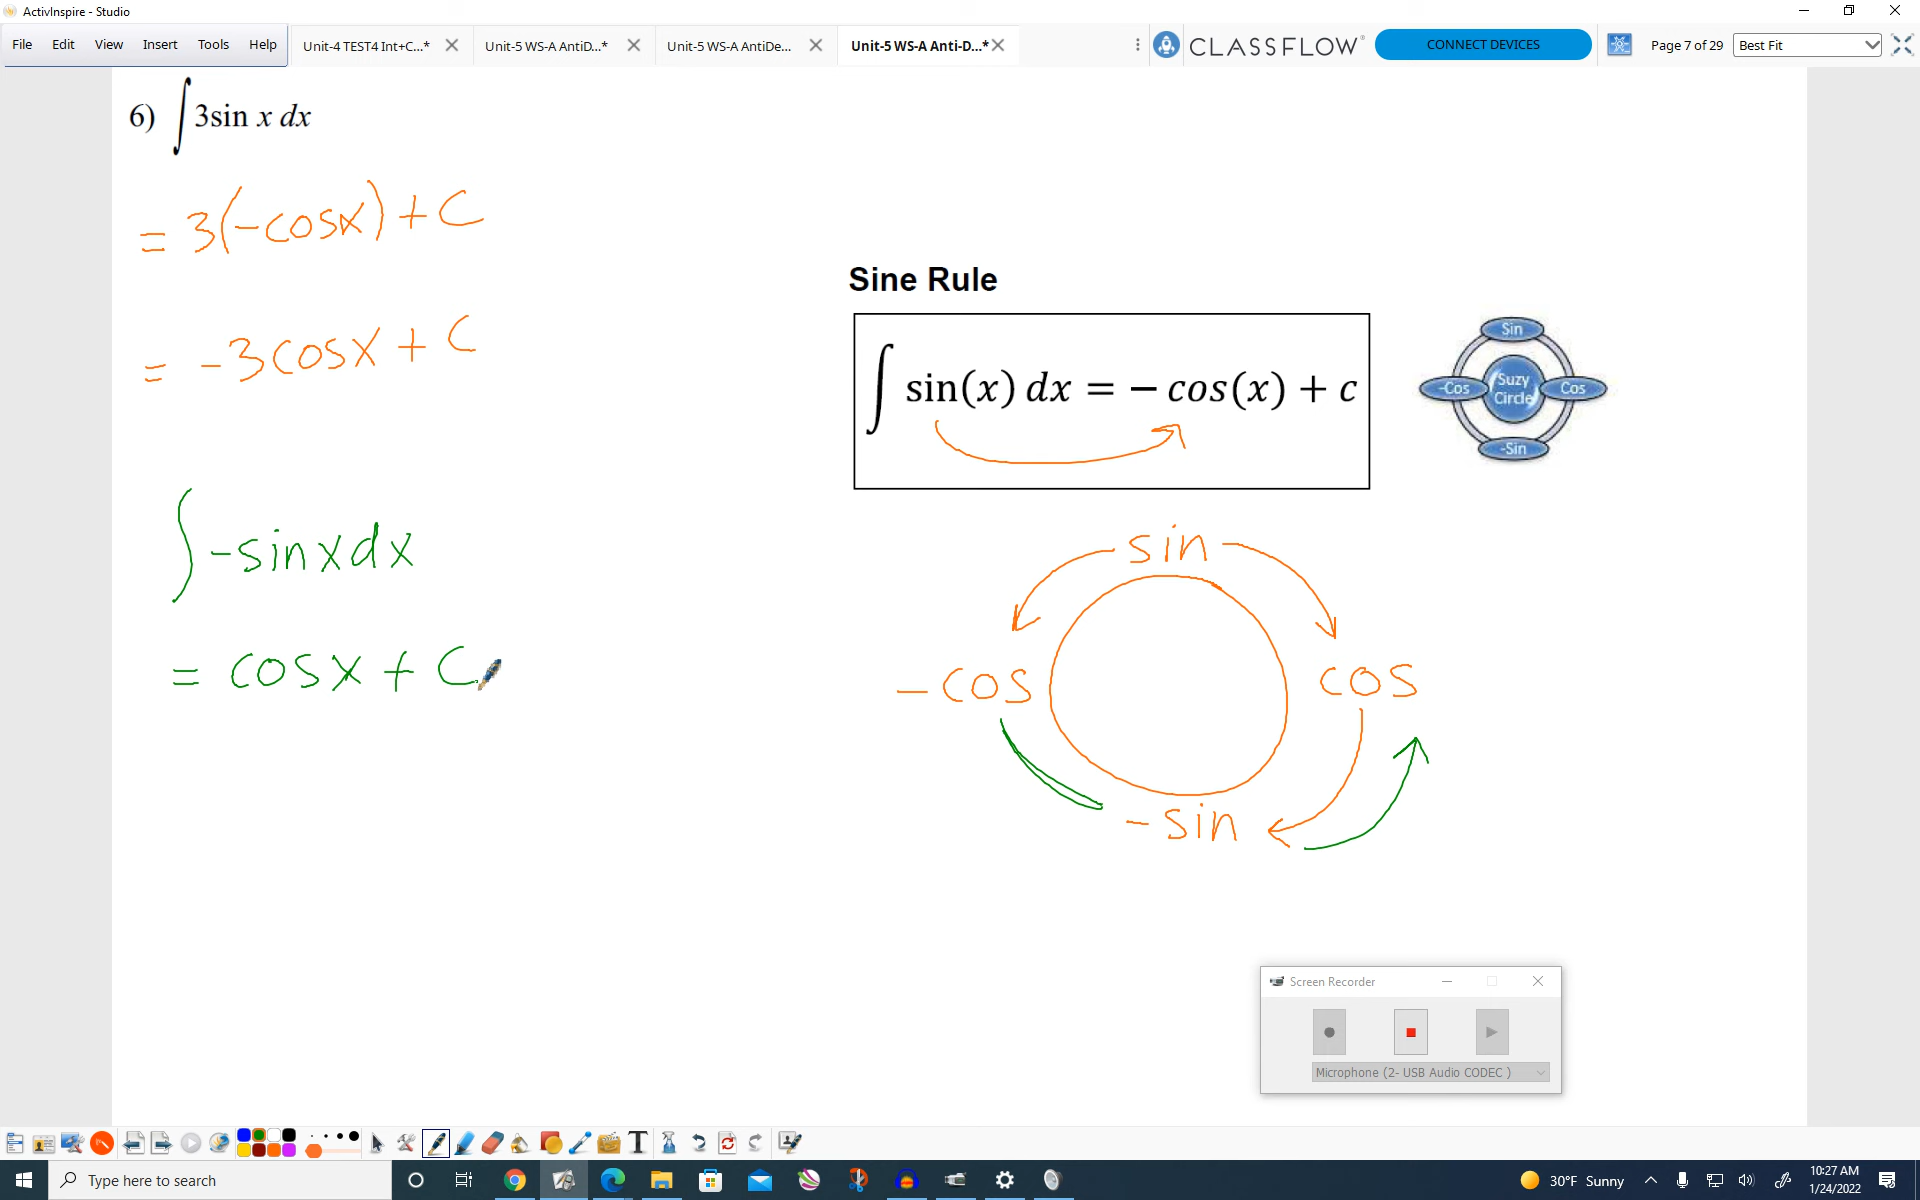 ActivInspire - Studio
File Edit View Insert Tools Help
Unit-4 TEST4 Int+C...*
Unit-5 WS-A AntiD...*
Unit-5 WS-A AntiDe...
Unit-5 WS-A Anti-D...*
CLASSFLOW
CONNECT DEVICES
Page 7 of 29
Best Fit
6) ∫ 3sin x dx
= 3(-cosx) + C
= -3cosx + C
∫ -sinxdx
= cosx + C
Sine Rule
∫ sin(x) dx = − cos(x) + c
Sin
-Cos
Suzy
Circle
Cos
-Sin
sin
-cos
cos
-sin
Screen Recorder
Microphone (2- USB Audio CODEC )
T
Type here to search
30°F Sunny
10:27 AM
1/24/2022